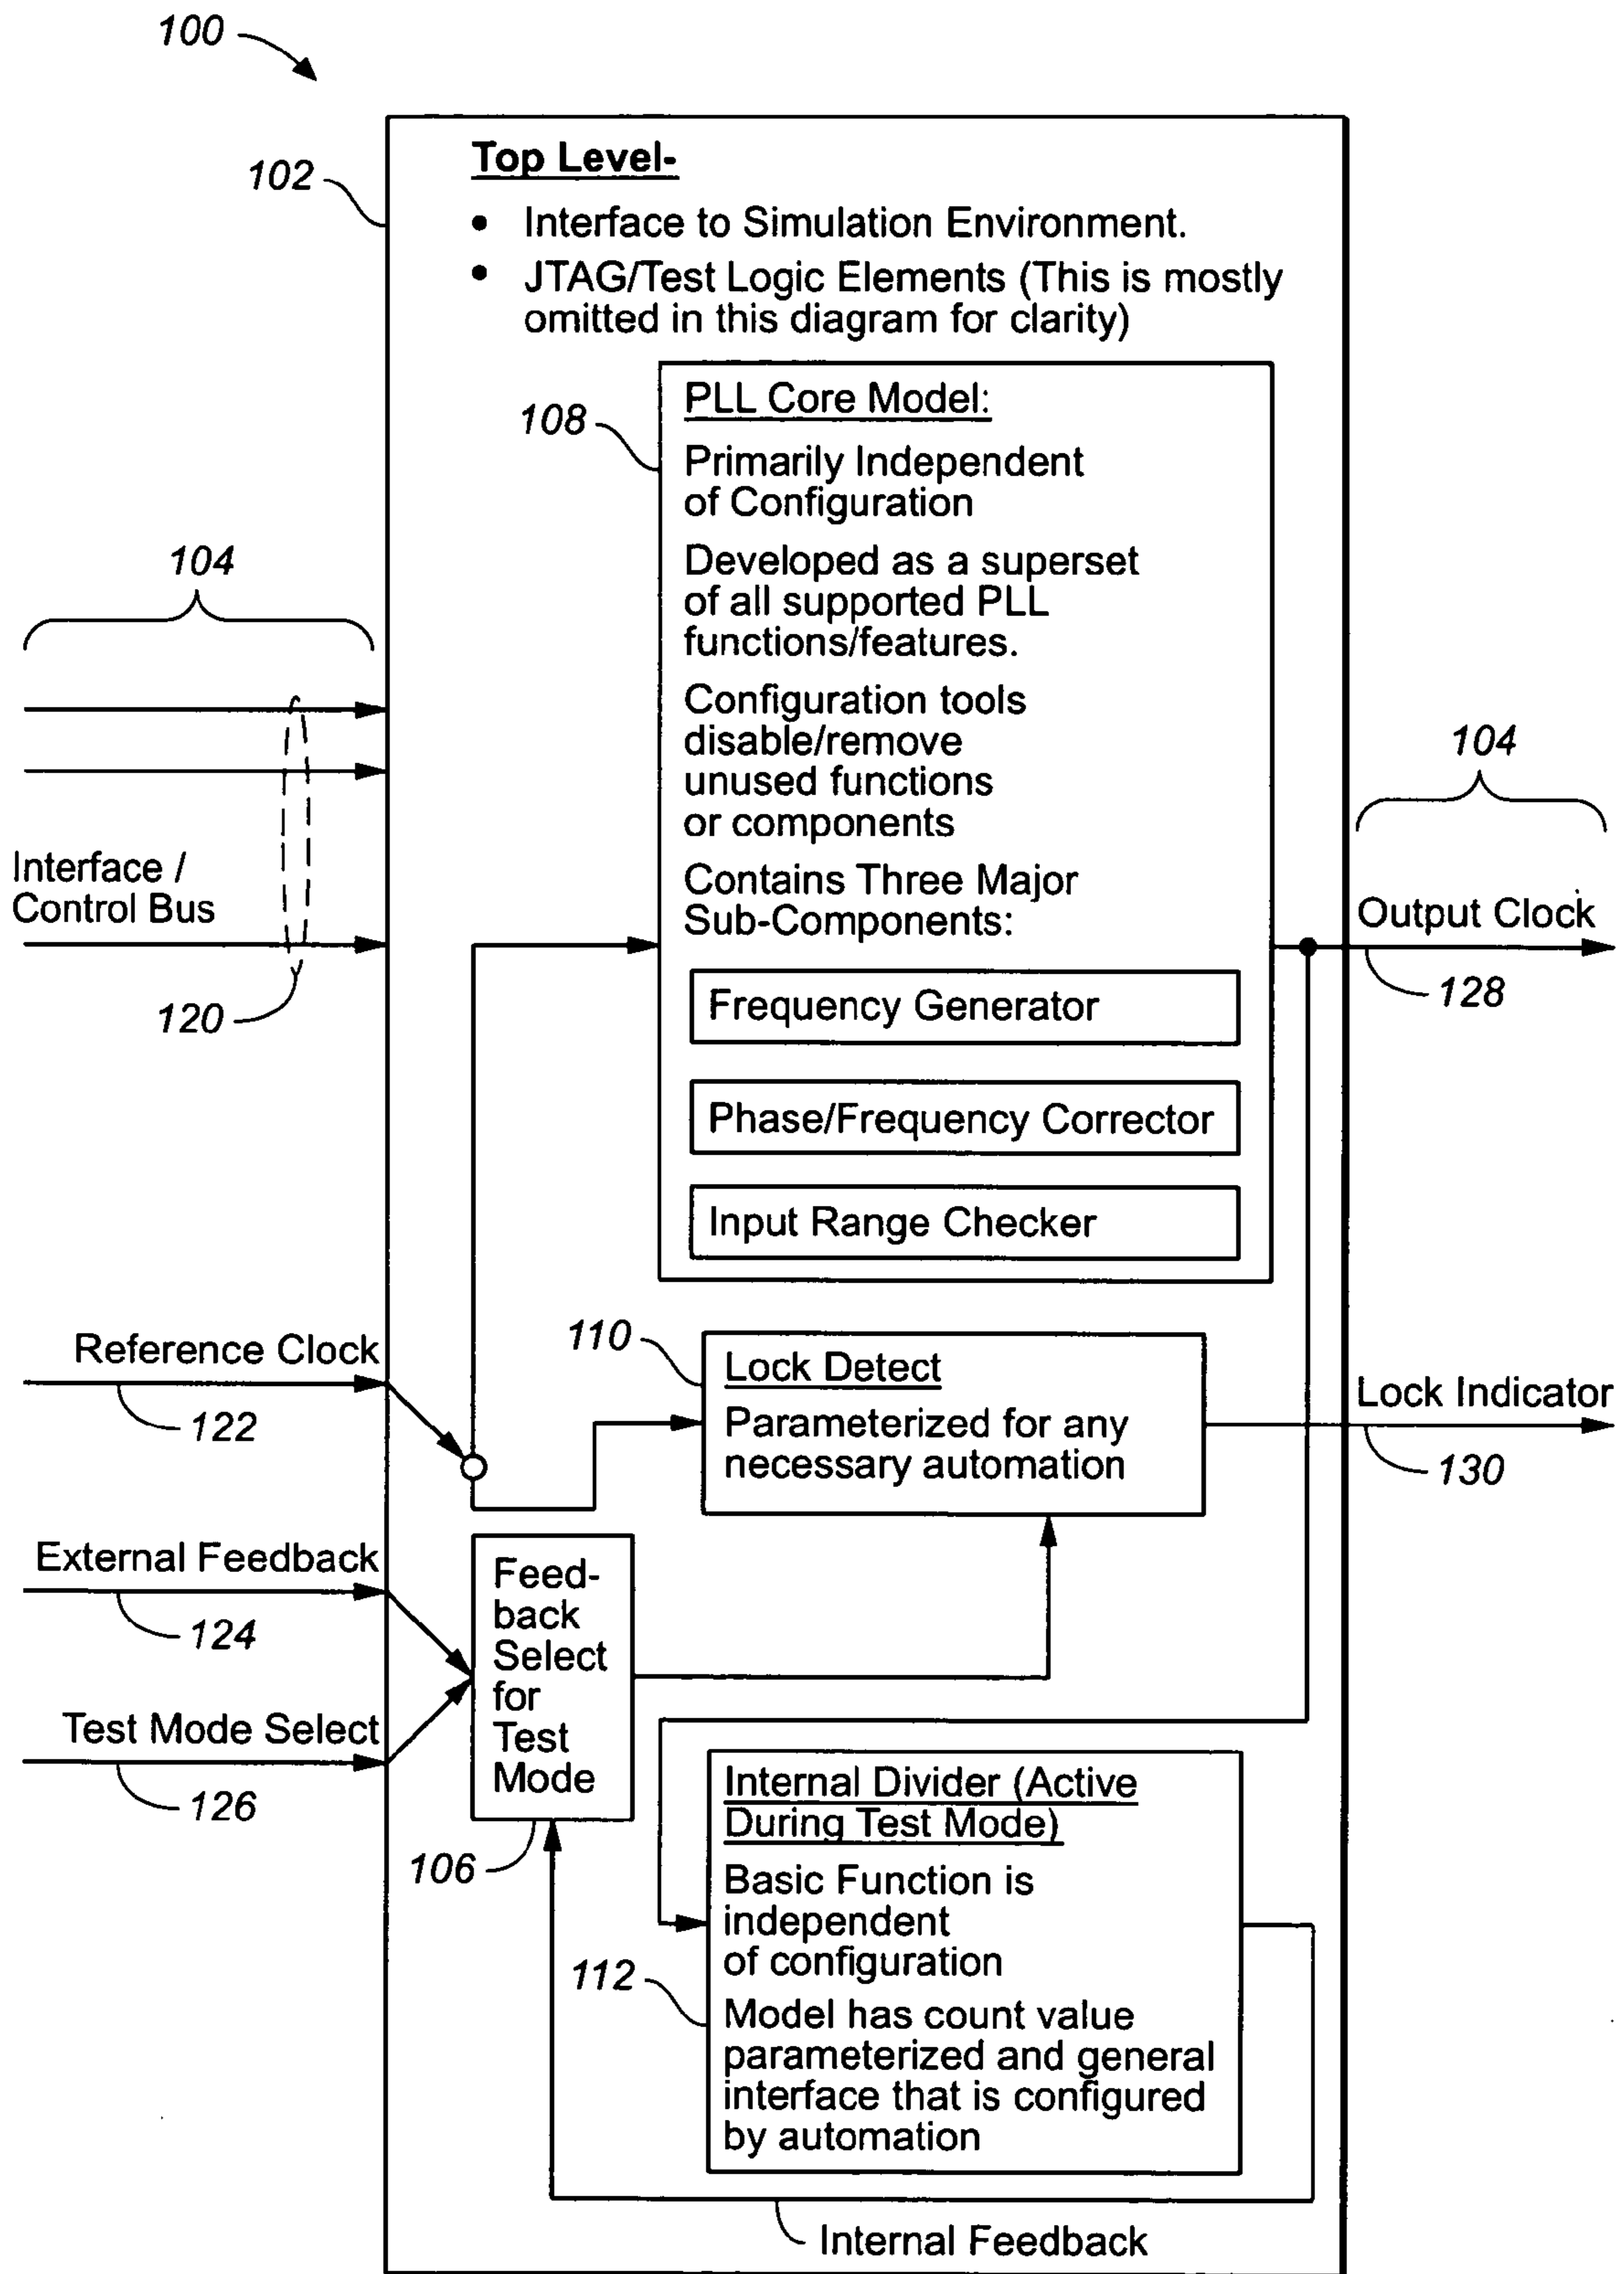 100
102
Top Level-
• Interface to Simulation Environment.
• JTAG/Test Logic Elements (This is mostly
omitted in this diagram for clarity)
108
PLL Core Model:
Primarily Independent
of Configuration
Developed as a superset
of all supported PLL
functions/features.
Configuration tools
disable/remove
unused functions
or components
Contains Three Major
Sub-Components:
Frequency Generator
Phase/Frequency Corrector
Input Range Checker
104
Interface /
Control Bus
120
104
Output Clock
128
Reference Clock
122
110
Lock Detect
Parameterized for any
necessary automation
Lock Indicator
130
External Feedback
124
Test Mode Select
126
Feed-
back
Select
for
Test
Mode
106
Internal Divider (Active
During Test Mode)
Basic Function is
independent
of configuration
112
Model has count value
parameterized and general
interface that is configured
by automation
Internal Feedback